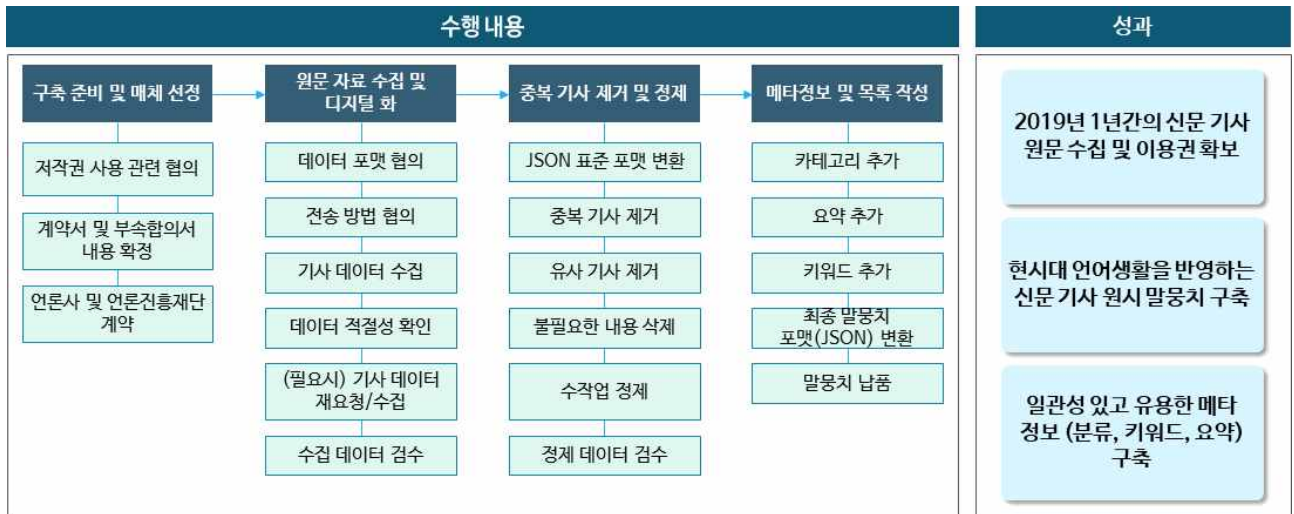 수행 내용
구축 준비 및 매체 선정
저작권 사용 관련 협의
계약서 및 부속합의서
내용 확정
언론사 및 언론진흥재단
계약
원문 자료 수집 및
디지털 화
데이터 포맷 협의
전송 방법 협의
기사 데이터 수집
데이터 적절성 확인
(필요시) 기사 데이터
재요청/수집
수집 데이터 검수
중복 기사 제거 및 정제
JSON 표준 포맷 변환
중복 기사 제거
유사 기사 제거
불필요한 내용 삭제
수작업 정제
정제 데이터 검수
메타정보 및 목록 작성
카테고리 추가
요약 추가
키워드 추가
최종 말뭉치
포맷(JSON) 변환
말뭉치 납품
성과
2019년 1년간의 신문 기사
원문 수집 및 이용권 확보
현시대 언어생활을 반영하는
신문 기사 원시 말뭉치 구축
일관성 있고 유용한 메타
정보 (분류, 키워드, 요약)
구축